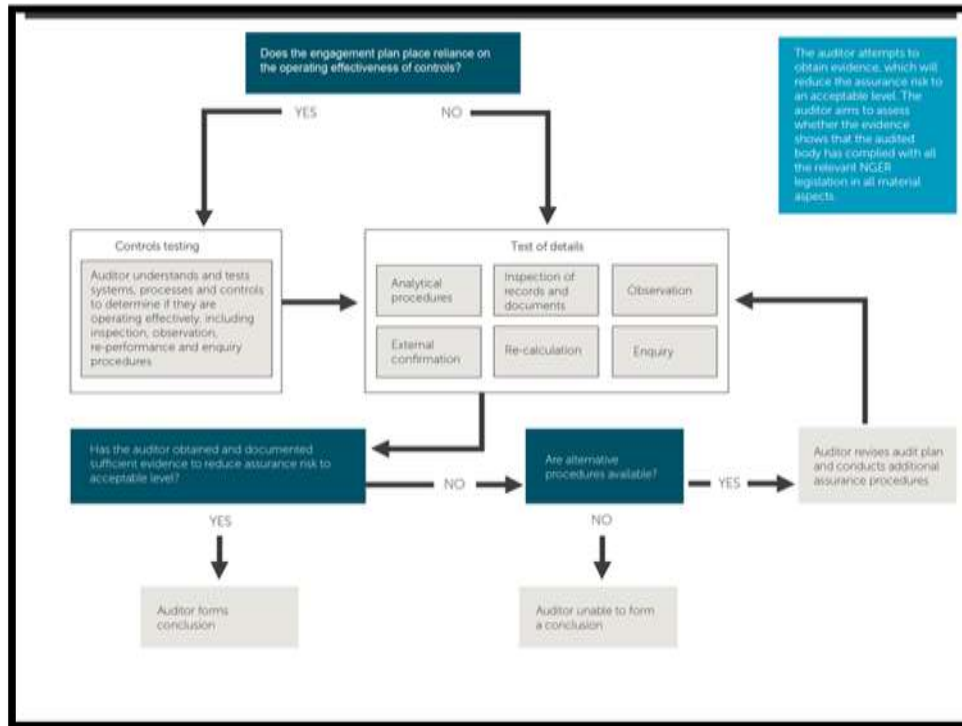 Does the engagement plan place reliance on
the operating effectiveness of controls?
The auditor attempts to
obtain evidence, which will
reduce the assurance risk to
an acceptable level. The
auditor aims to assess
whether the evidence
shows that the audited
body has complied with all
the relevant NGER
legislation in all material
aspects.
YES
NO
Controls testing
Auditor understands and tests
systems, processes and controls
to determine if they are
operating effectively, including
inspection, observation,
re-performance and enquiry
procedures
Test of details
Analytical
procedures
Inspection of
records and
documents
Observation
External
confirmation
Re-calculation
Enquiry
Has the auditor obtained and documented
sufficient evidence to reduce assurance risk to
acceptable level?
NO
Are alternative
procedures available?
YES
Auditor revises audit plan
and conducts additional
assurance procedures
YES
NO
Auditor forms
conclusion
Auditor unable to form
a conclusion